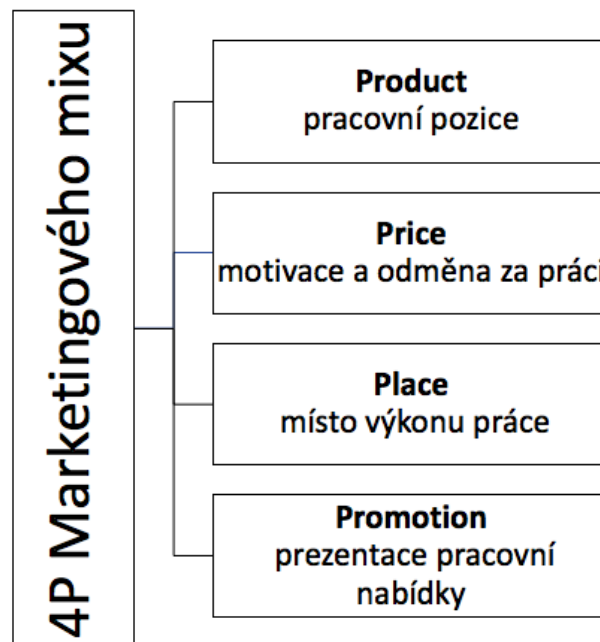 4P Marketingového mixu
Product
pracovní pozice
Price
motivace a odměna za práci
Place
místo výkonu práce
Promotion
prezentace pracovní
nabídky